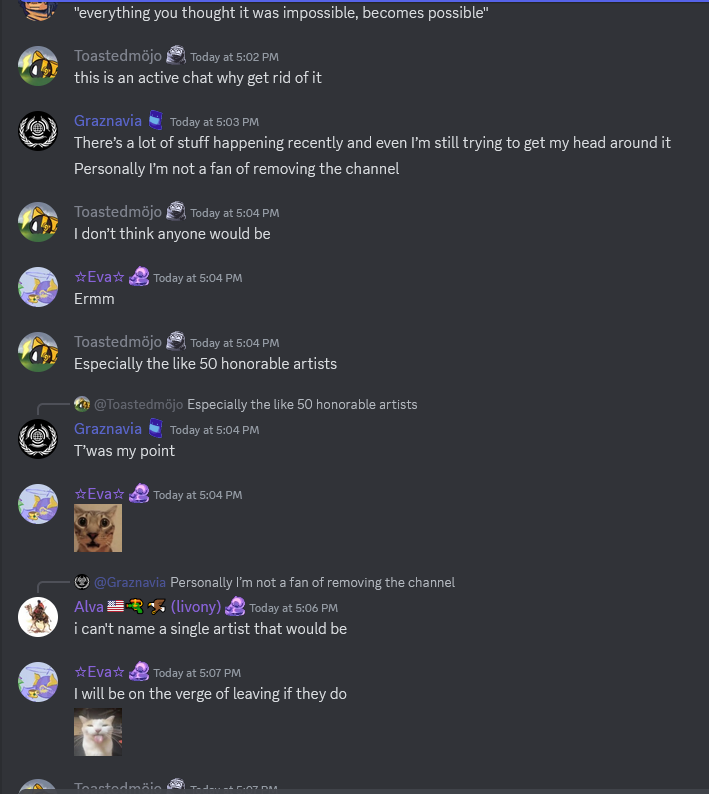 "everything you thought it was impossible, becomes possible"
Toastedmöjo Today at 5:02 PM
this is an active chat why get rid of it
Graznavia Today at 5:03 PM
There's a lot of stuff happening recently and even I'm still trying to get my head around it
Personally I'm not a fan of removing the channel
Toastedmöjo Today at 5:04 PM
I don't think anyone would be
☆Eva☆ Today at 5:04 PM
Ermm
Toastedmöjo Today at 5:04 PM
Especially the like 50 honorable artists
@Toastedmöjo Especially the like 50 honorable artists
Graznavia Today at 5:04 PM
T'was my point
☆Eva☆ Today at 5:04 PM
@Graznavia Personally I'm not a fan of removing the channel
Alva (livony) Today at 5:06 PM
i can't name a single artist that would be
☆Eva☆ Today at 5:07 PM
I will be on the verge of leaving if they do
Toastedmöjo Today at 5:07 PM